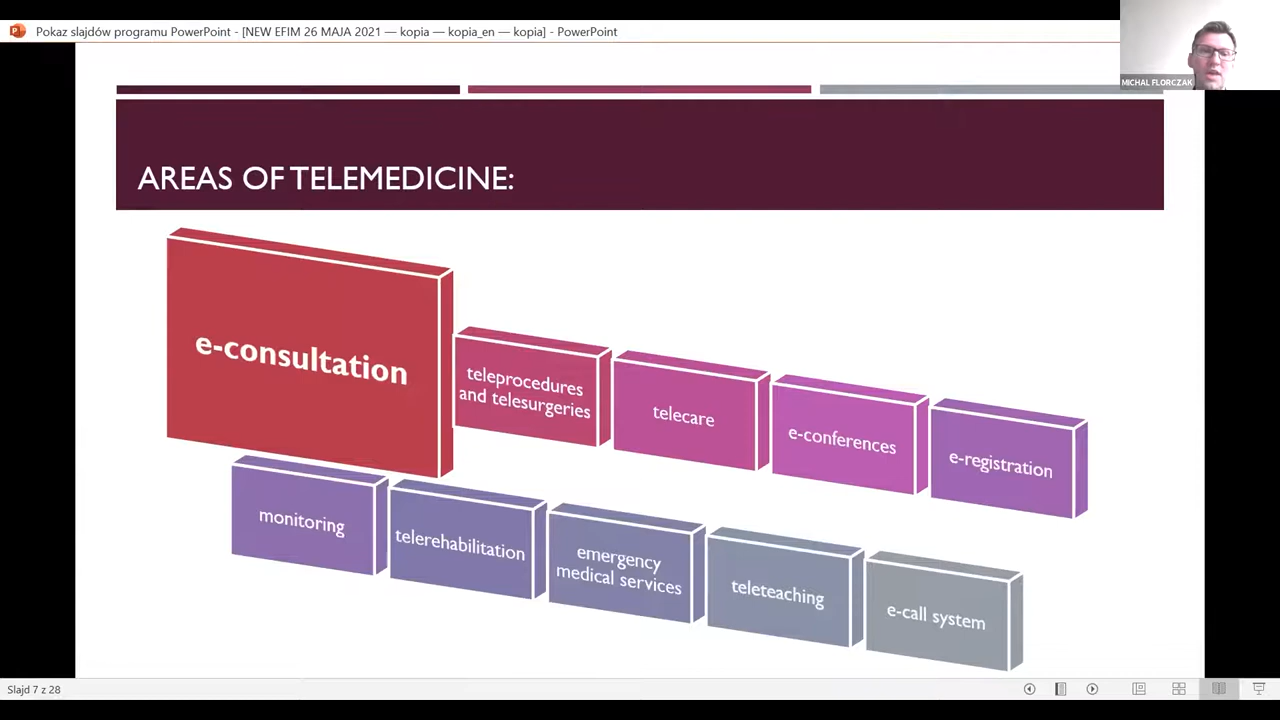 Pokaz slajdów programu PowerPoint - [NEW EFIM 26 MAJA 2021 — kopia — kopia_en — kopia] - PowerPoint
MICHAL FLORCZAK
AREAS OF TELEMEDICINE:
e-consultation
teleprocedures
and telesurgeries
telecare
e-conferences
e-registration
monitoring
telerehabilitation
emergency
medical services
teleteaching
e-call system
Slajd 7 z 28